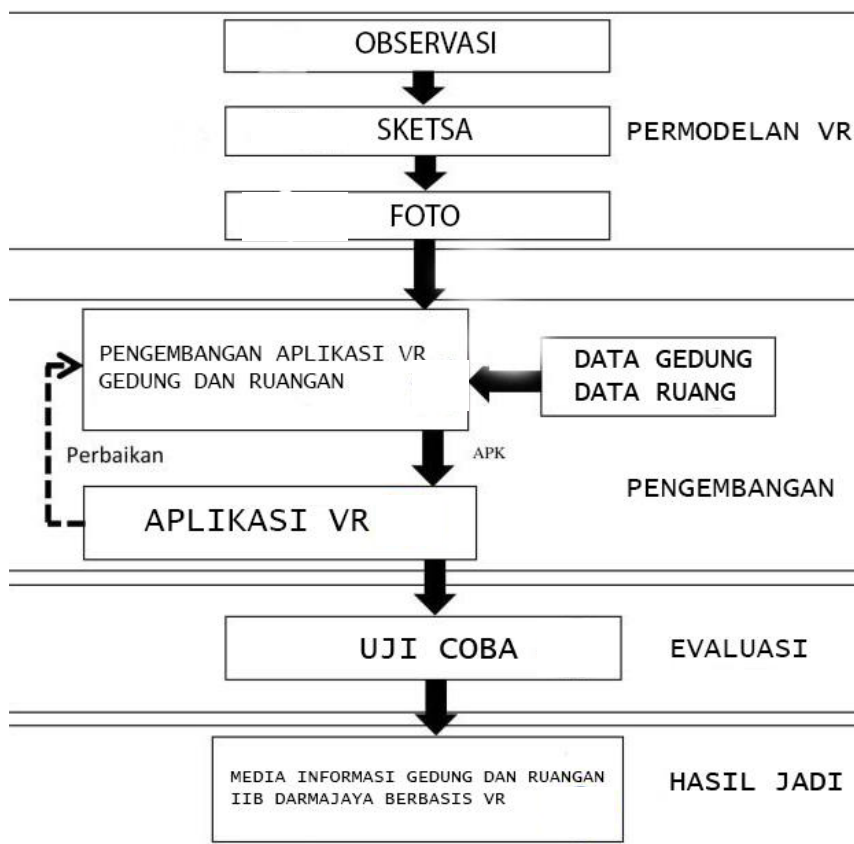 OBSERVASI
SKETSA
PERMODELAN VR
FOTO
PENGEMBANGAN APLIKASI VR
GEDUNG DAN RUANGAN
DATA GEDUNG
DATA RUANG
Perbaikan
APK
PENGEMBANGAN
APLIKASI VR
UJI COBA
EVALUASI
MEDIA INFORMASI GEDUNG DAN RUANGAN
IIB DARMAJAYA BERBASIS VR
HASIL JADI